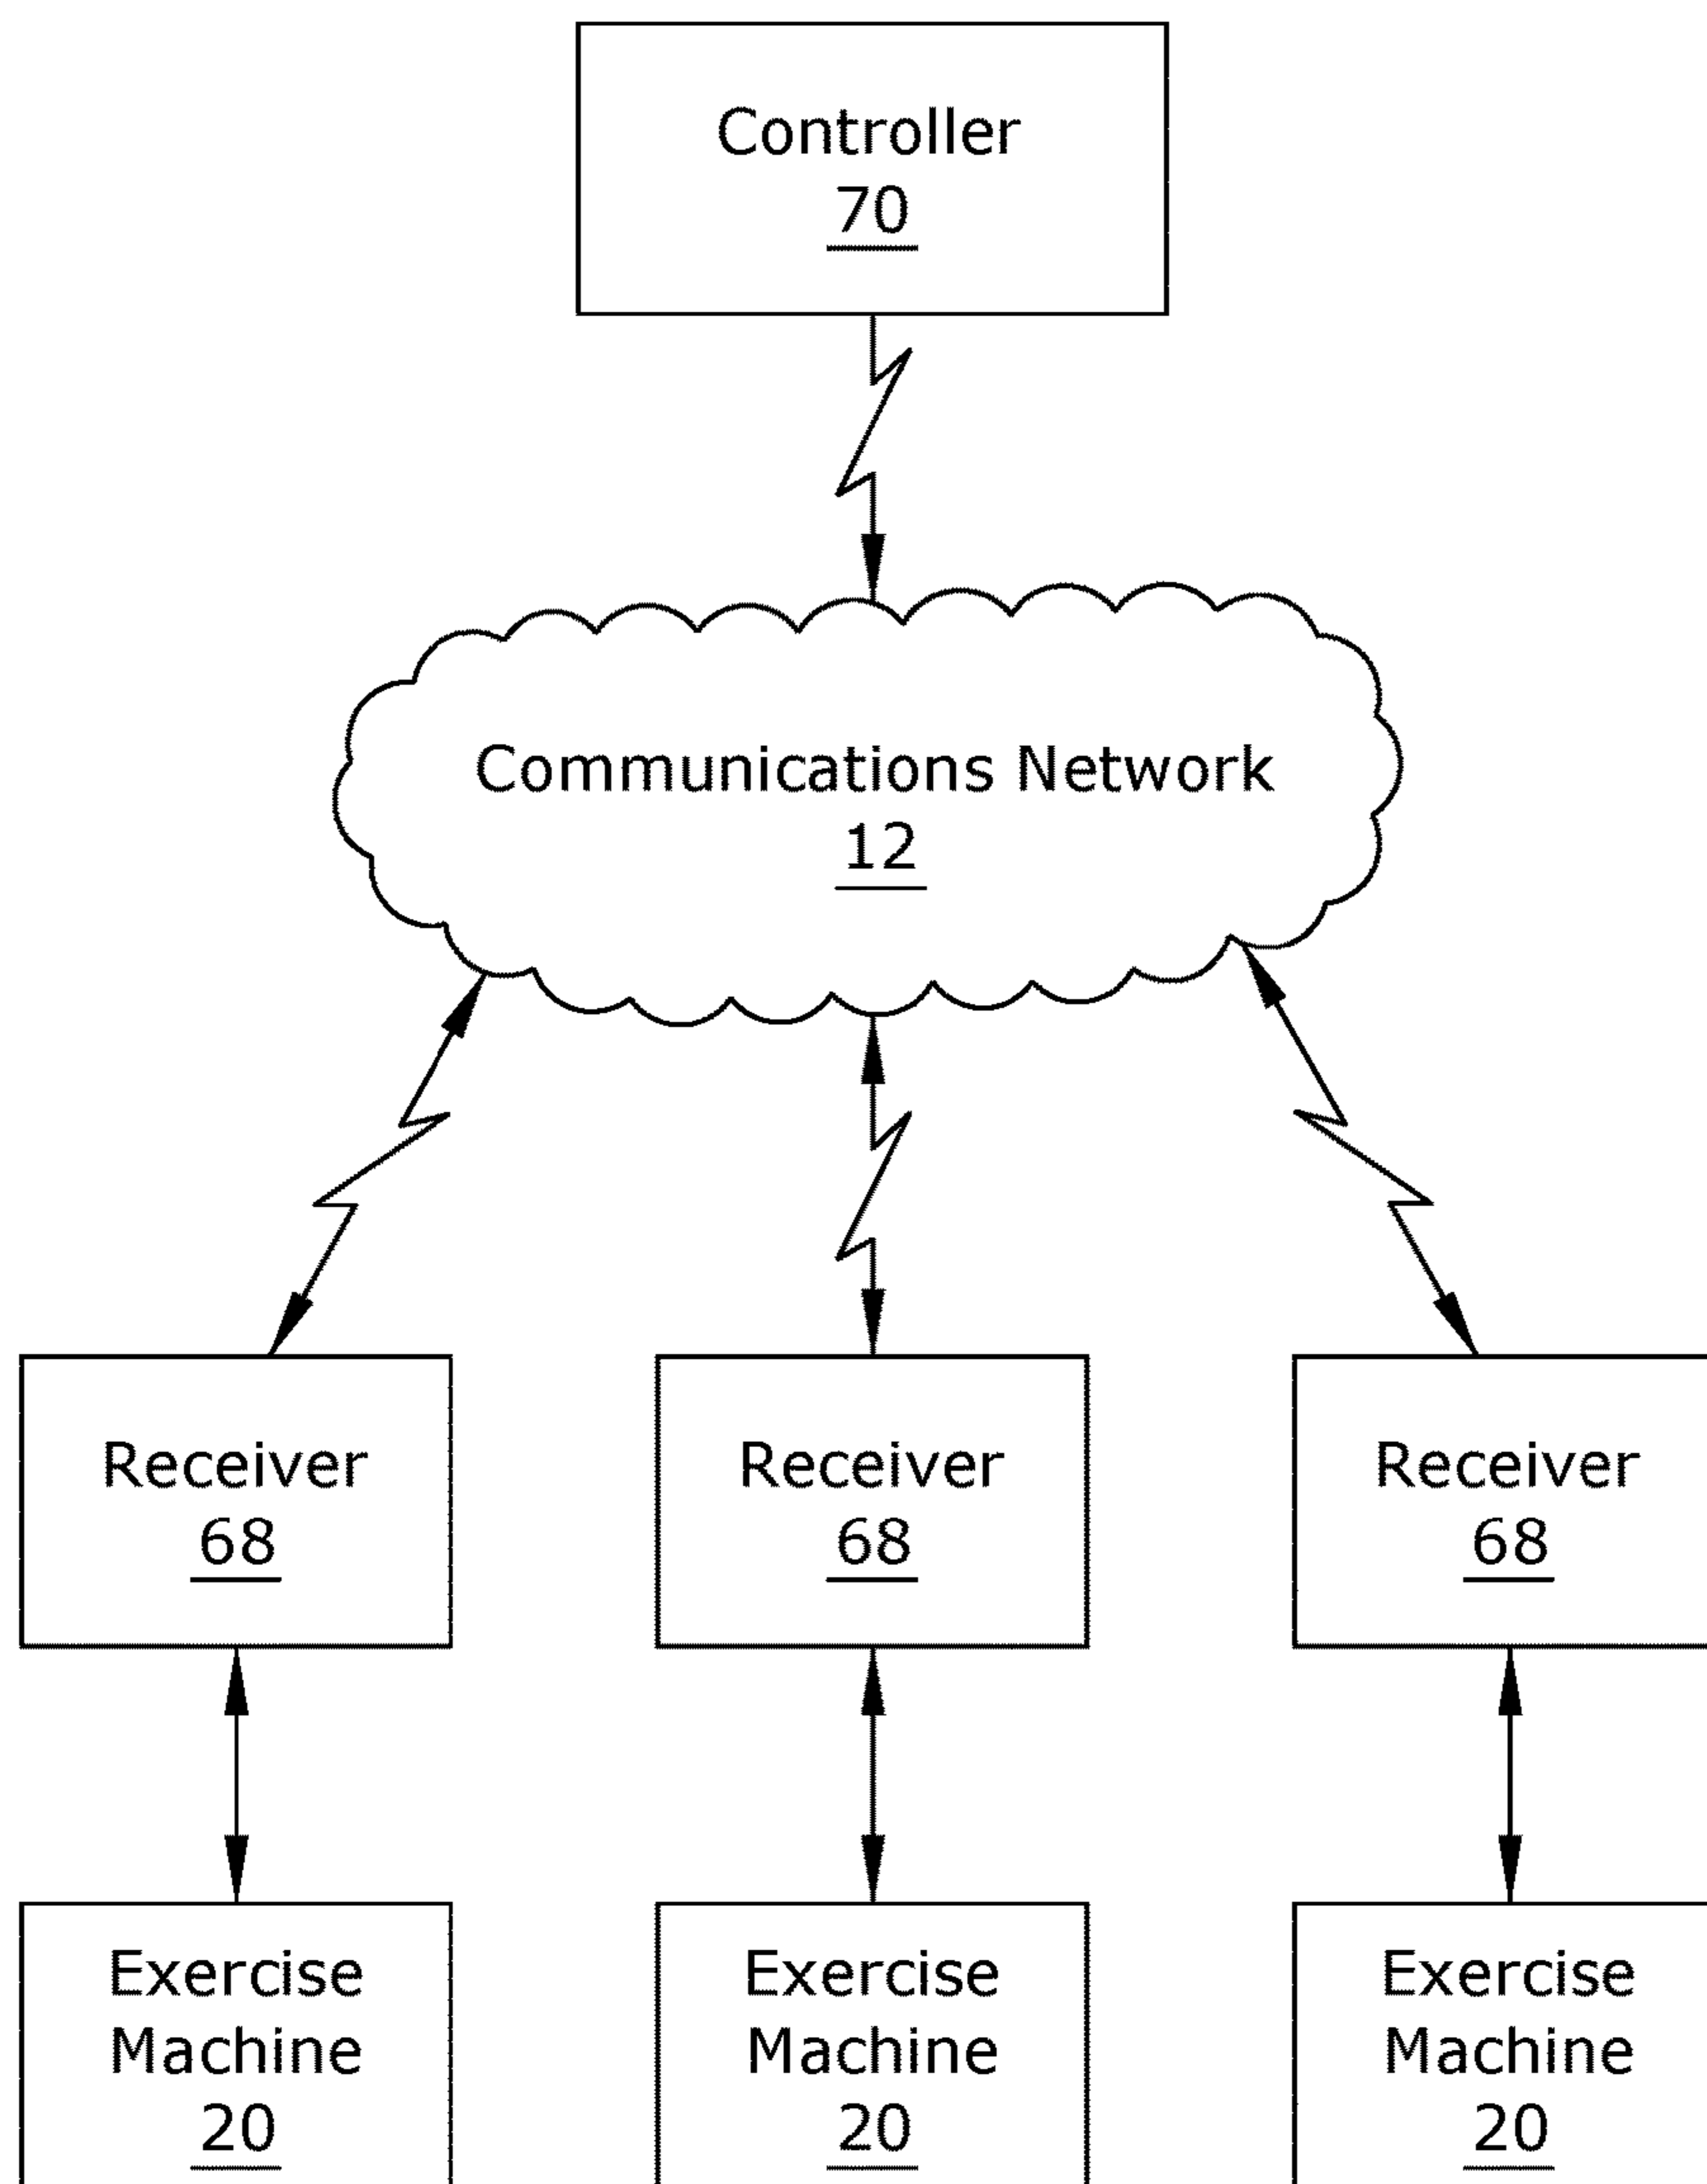 Controller
70
Communications Network
12
Receiver
68
Receiver
68
Receiver
68
Exercise
Machine
20
Exercise
Machine
20
Exercise
Machine
20